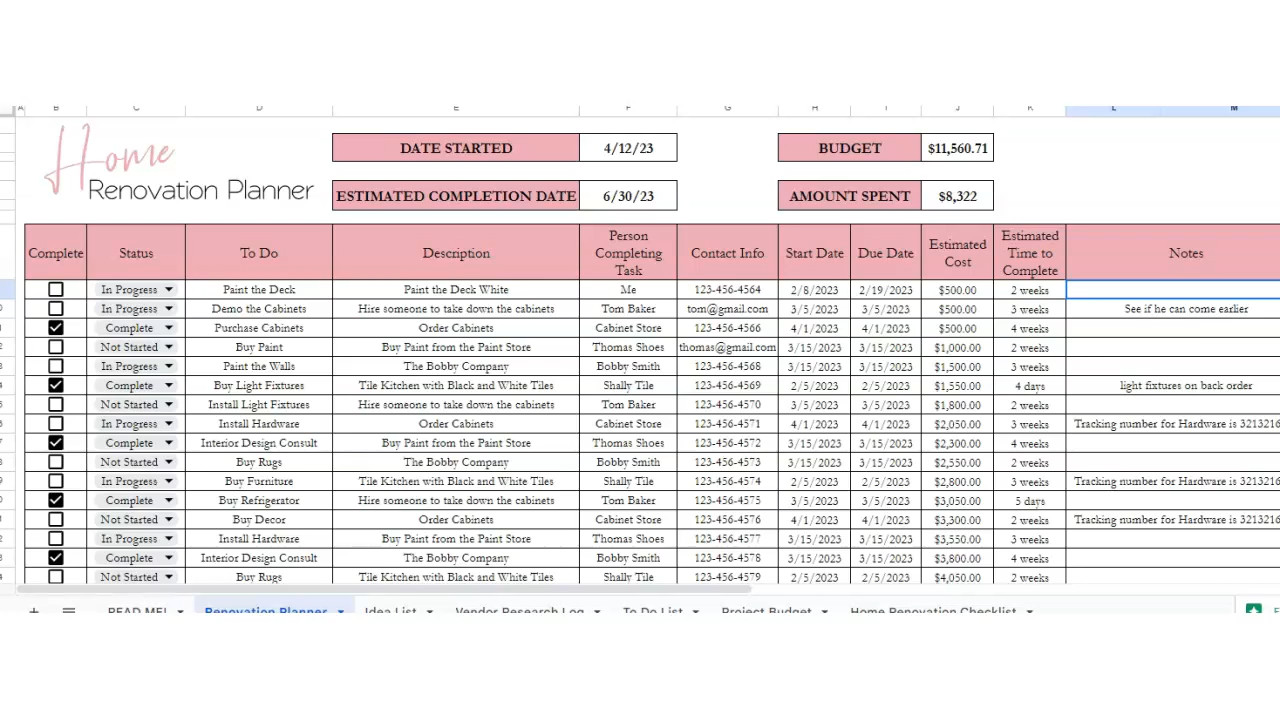 B C D E F G H I J K L M
Home
Renovation Planner
DATE STARTED 4/12/23 BUDGET $11,560.71
ESTIMATED COMPLETION DATE 6/30/23 AMOUNT SPENT $8,322
Complete Status To Do Description Person Completing Task Contact Info Start Date Due Date Estimated Cost Estimated Time to Complete Notes
In Progress Paint the Deck Paint the Deck White Me 123-456-4564 2/8/2023 2/19/2023 $500.00 2 weeks
In Progress Demo the Cabinets Hire someone to take down the cabinets Tom Baker tom@gmail.com 3/5/2023 3/5/2023 $500.00 3 weeks See if he can come earlier
Complete Purchase Cabinets Order Cabinets Cabinet Store 123-456-4566 4/1/2023 4/1/2023 $500.00 4 weeks
Not Started Buy Paint Buy Paint from the Paint Store Thomas Shoes thomas@gmail.com 3/15/2023 3/15/2023 $1,000.00 2 weeks
In Progress Paint the Walls The Bobby Company Bobby Smith 123-456-4568 3/15/2023 3/15/2023 $1,500.00 3 weeks
Complete Buy Light Fixtures Tile Kitchen with Black and White Tiles Shally Tile 123-456-4569 2/5/2023 2/5/2023 $1,550.00 4 days light fixtures on back order
Not Started Install Light Fixtures Hire someone to take down the cabinets Tom Baker 123-456-4570 3/5/2023 3/5/2023 $1,800.00 2 weeks
In Progress Install Hardware Order Cabinets Cabinet Store 123-456-4571 4/1/2023 4/1/2023 $2,050.00 3 weeks Tracking number for Hardware is 3213216
Complete Interior Design Consult Buy Paint from the Paint Store Thomas Shoes 123-456-4572 3/15/2023 3/15/2023 $2,300.00 4 weeks
Not Started Buy Rugs The Bobby Company Bobby Smith 123-456-4573 3/15/2023 3/15/2023 $2,550.00 2 weeks
In Progress Buy Furniture Tile Kitchen with Black and White Tiles Shally Tile 123-456-4574 2/5/2023 2/5/2023 $2,800.00 3 weeks Tracking number for Hardware is 3213216
Complete Buy Refrigerator Hire someone to take down the cabinets Tom Baker 123-456-4575 3/5/2023 3/5/2023 $3,050.00 5 days
Not Started Buy Decor Order Cabinets Cabinet Store 123-456-4576 4/1/2023 4/1/2023 $3,300.00 2 weeks Tracking number for Hardware is 3213216
In Progress Install Hardware Buy Paint from the Paint Store Thomas Shoes 123-456-4577 3/15/2023 3/15/2023 $3,550.00 3 weeks
Complete Interior Design Consult The Bobby Company Bobby Smith 123-456-4578 3/15/2023 3/15/2023 $3,800.00 4 weeks
Not Started Buy Rugs Tile Kitchen with Black and White Tiles Shally Tile 123-456-4579 2/5/2023 2/5/2023 $4,050.00 2 weeks
READ ME! Renovation Planner Idea List Vendor Research Log To Do List Project Budget Home Renovation Checklist